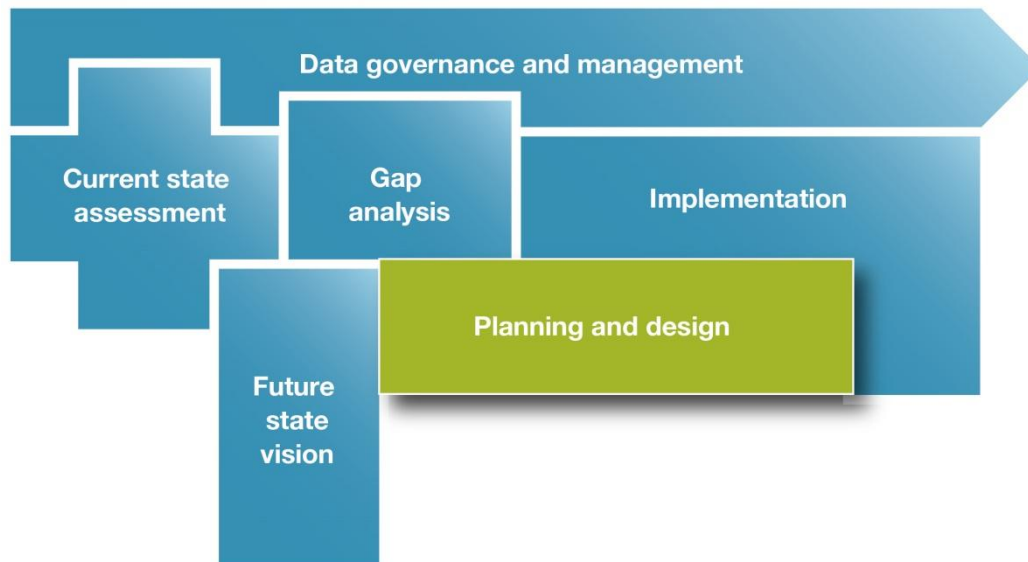 Data governance and management
Current state
assessment
Gap
analysis
Implementation
Planning and design
Future
state
vision